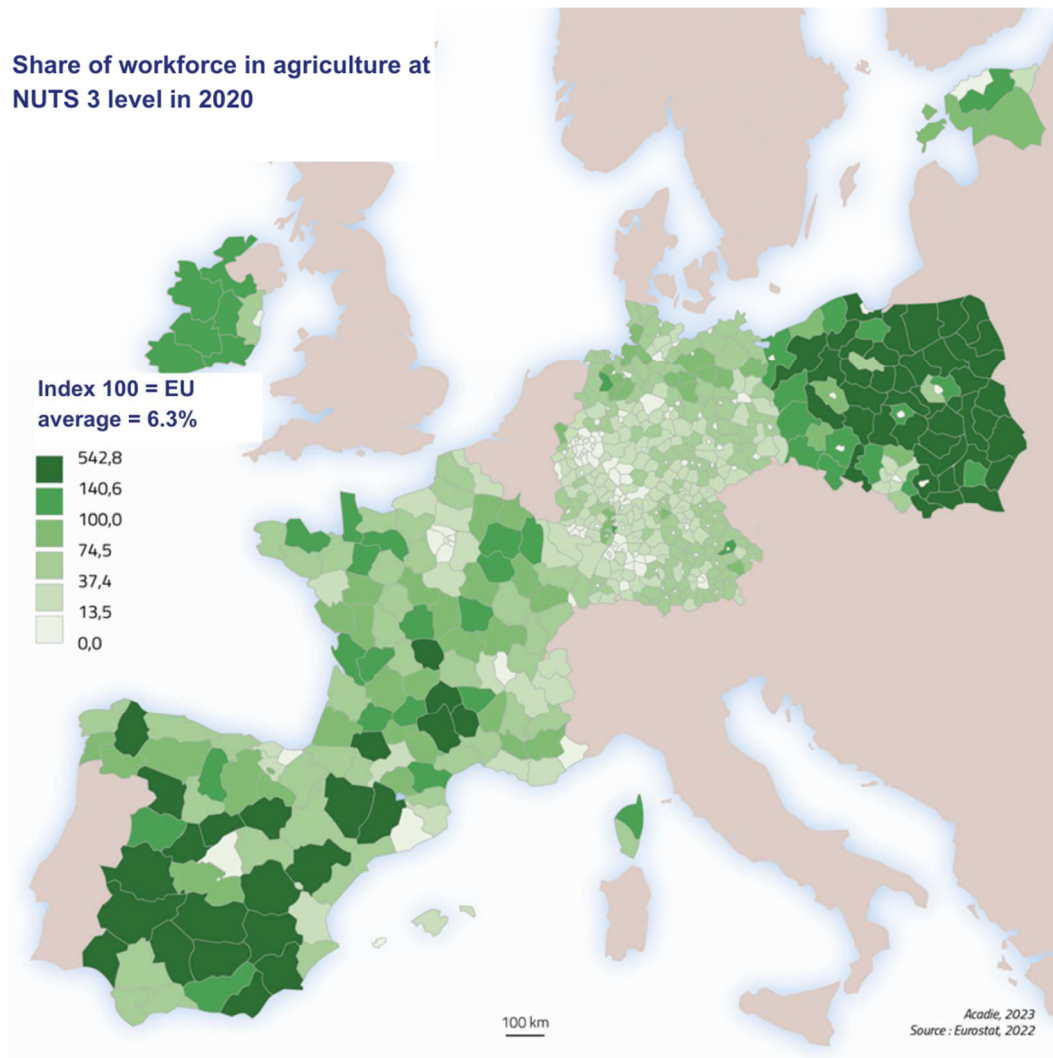 Share of workforce in agriculture at
NUTS 3 level in 2020
Index 100 = EU
average = 6.3%
542,8
140,6
100,0
74,5
37,4
13,5
0,0
100 km
Acadie, 2023
Source : Eurostat, 2022